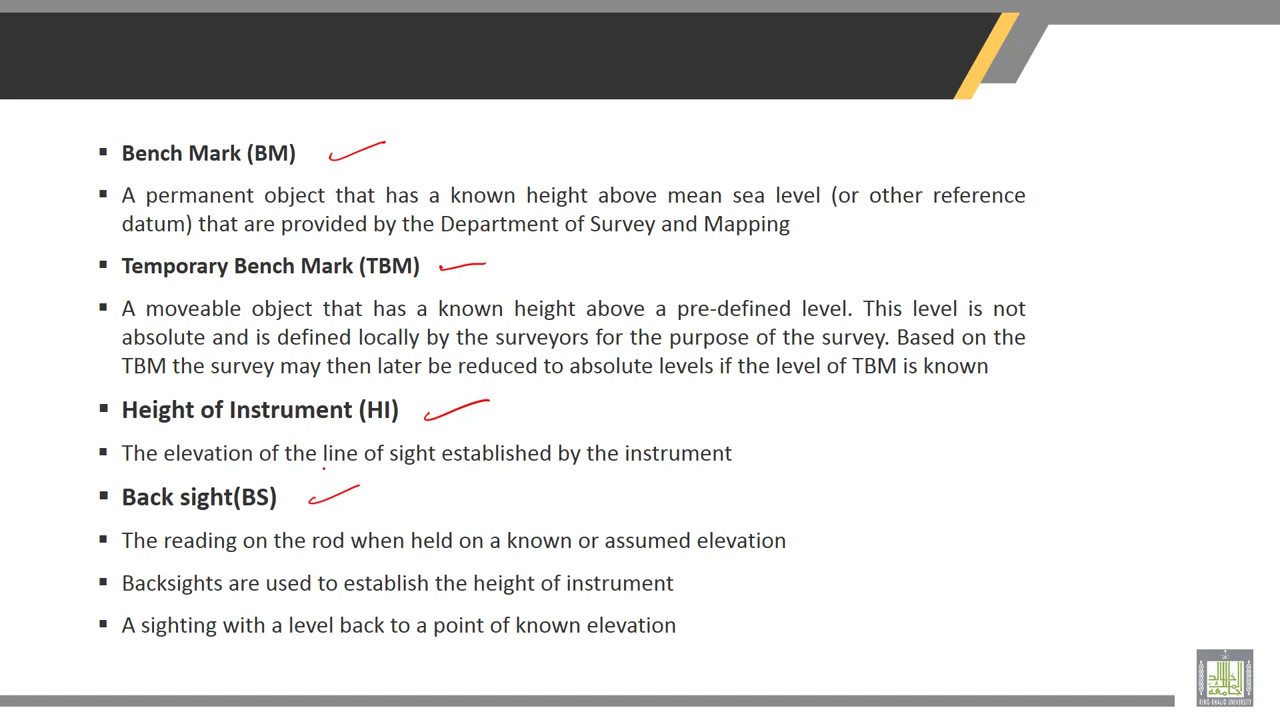 ▪ Bench Mark (BM)
▪ A permanent object that has a known height above mean sea level (or other reference
datum) that are provided by the Department of Survey and Mapping
▪ Temporary Bench Mark (TBM)
▪ A moveable object that has a known height above a pre-defined level. This level is not
absolute and is defined locally by the surveyors for the purpose of the survey. Based on the
TBM the survey may then later be reduced to absolute levels if the level of TBM is known
▪ Height of Instrument (HI)
▪ The elevation of the line of sight established by the instrument
▪ Back sight(BS)
▪ The reading on the rod when held on a known or assumed elevation
▪ Backsights are used to establish the height of instrument
▪ A sighting with a level back to a point of known elevation
KING KHALID UNIVERSITY